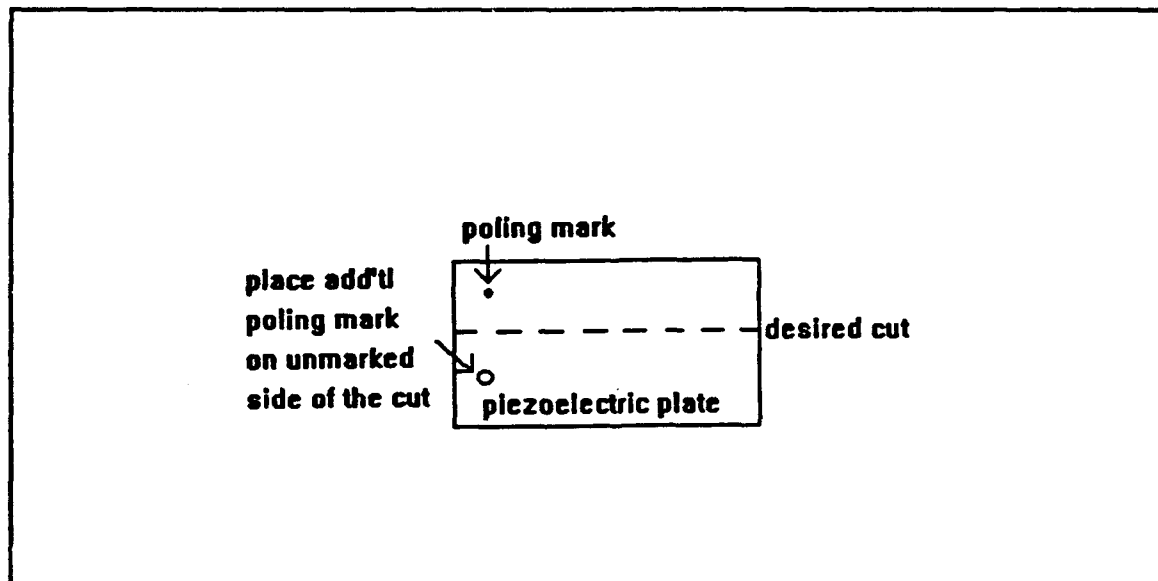 poling mark
place add'tl
poling mark
on unmarked
side of the cut
desired cut
piezoelectric plate